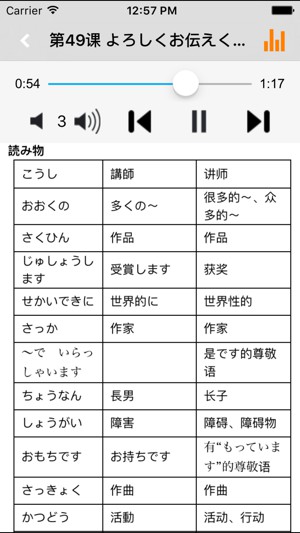 Carrier 12:57 PM
第49课 よろしくお伝えく...
0:54 1:17
3
読み物
こうし 講師 讲师
おおくの 多くの〜 很多的〜、众
多的〜
さくひん 作品 作品
じゅしょうし 受賞します 获奖
ます
せかいてきに 世界的に 世界性的
さっか 作家 作家
〜で いらっ 是です的尊敬
しゃいます 语
ちょうなん 長男 长子
しょうがい 障害 障碍、障碍物
おもちです お持ちです 有“もっていま
す”的尊敬语
さっきょく 作曲 作曲
かつどう 活動 活动、行动